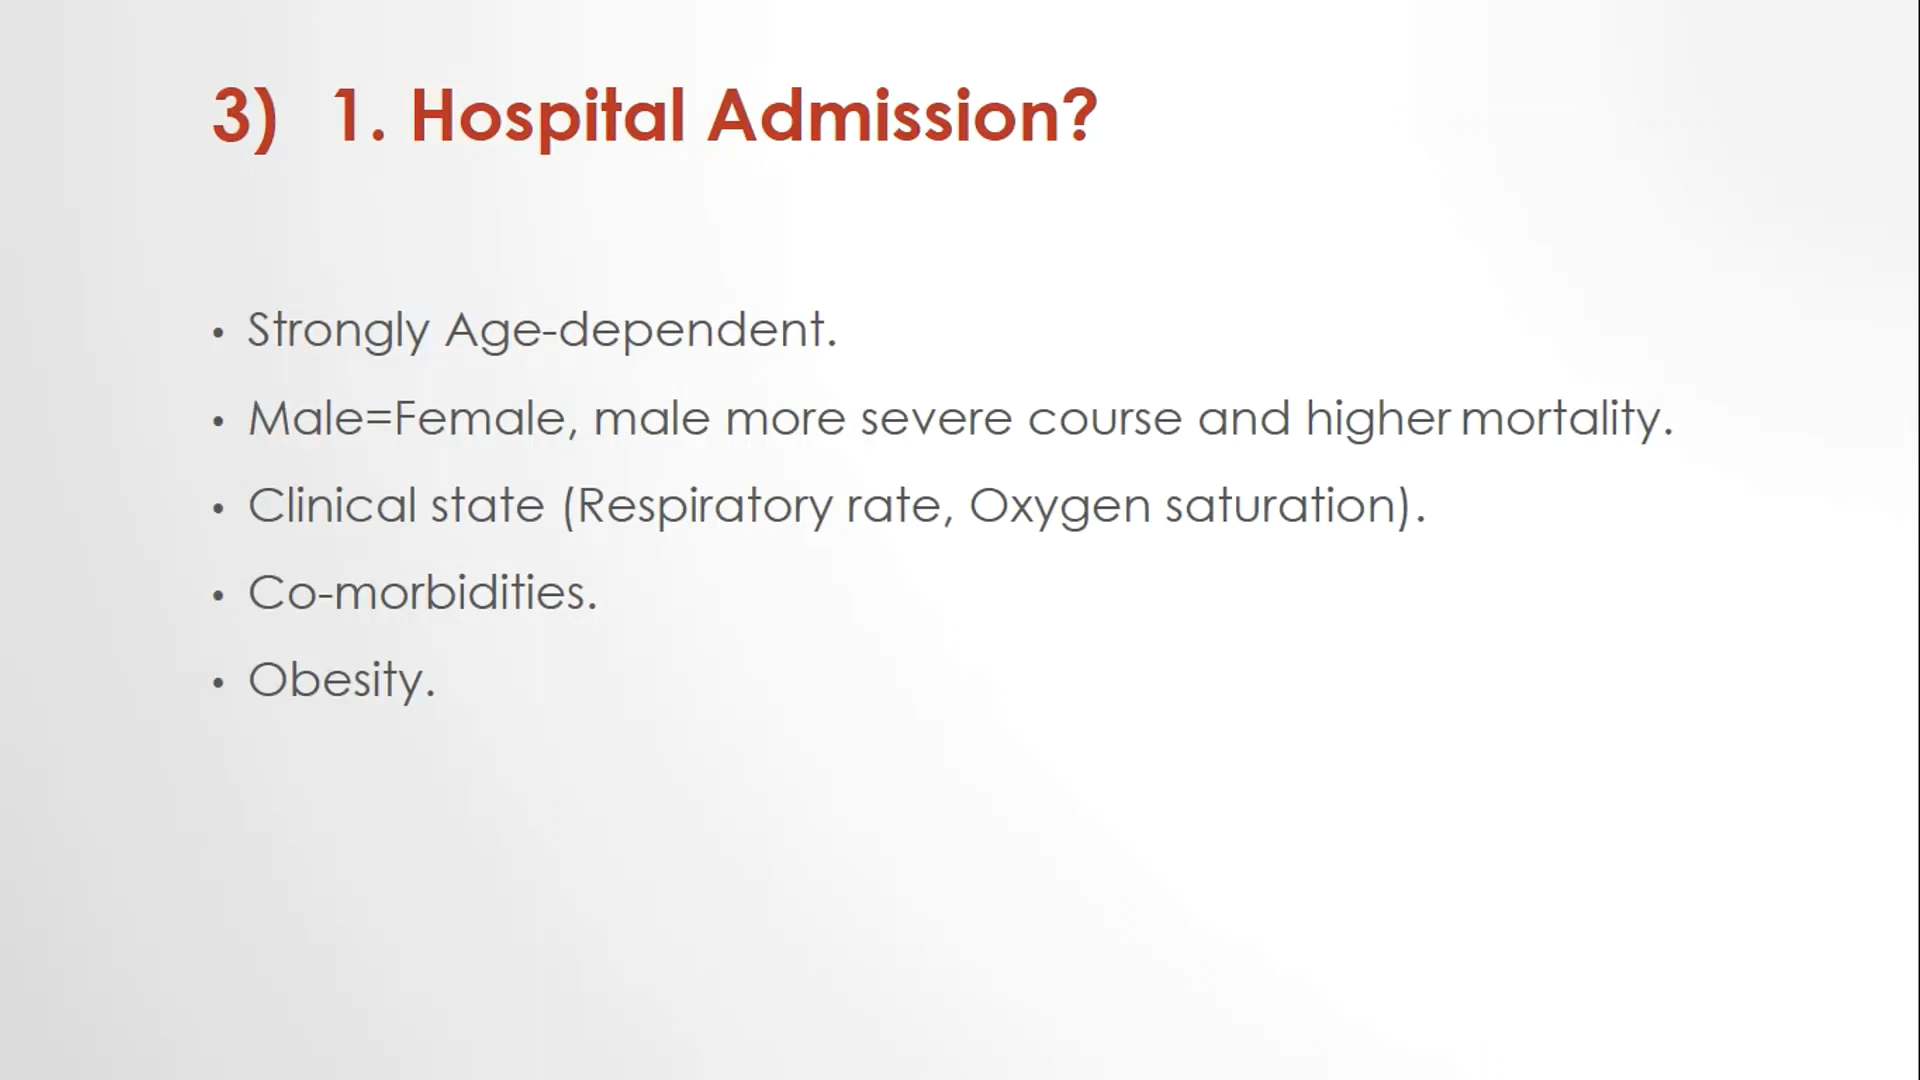 3) 1. Hospital Admission?
• Strongly Age-dependent.
• Male=Female, male more severe course and higher mortality.
• Clinical state (Respiratory rate, Oxygen saturation).
• Co-morbidities.
• Obesity.